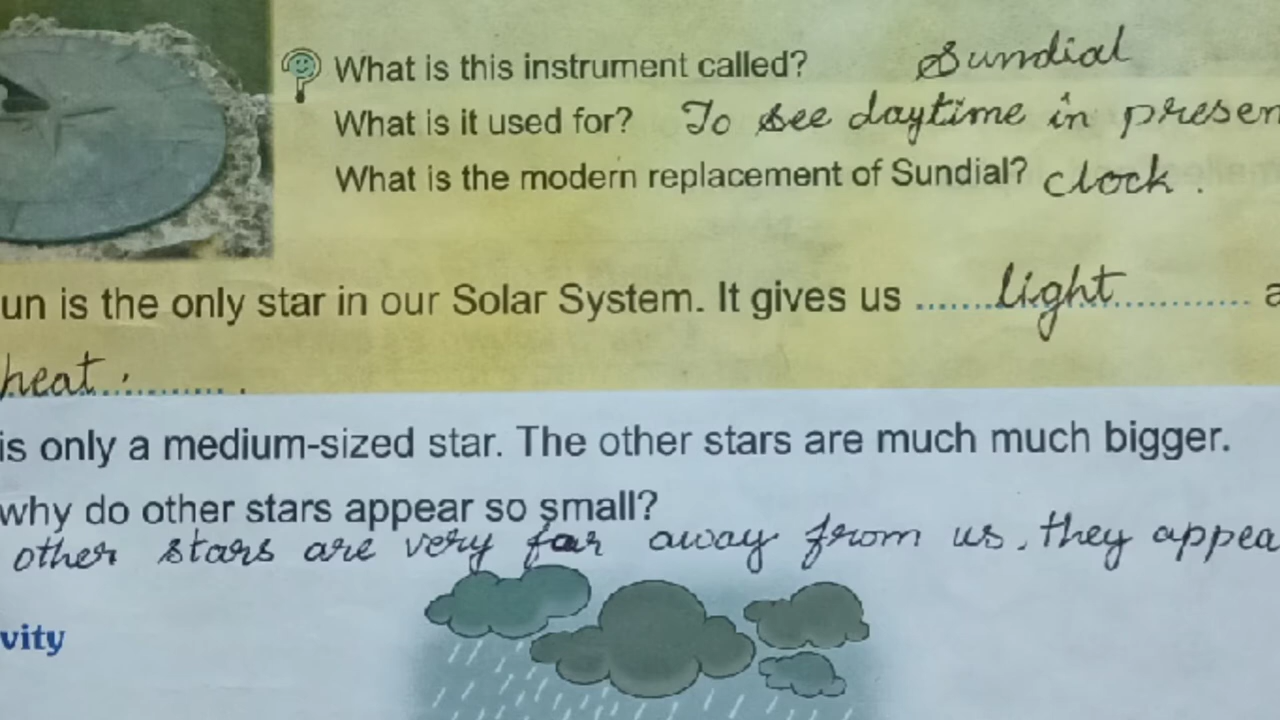 What is this instrument called? Sundial
What is it used for? To see daytime in presen
What is the modern replacement of Sundial? clock.
un is the only star in our Solar System. It gives us ......light............ a
heat.......... .
is only a medium-sized star. The other stars are much much bigger.
why do other stars appear so small?
other stars are very far away from us. they appea
vity